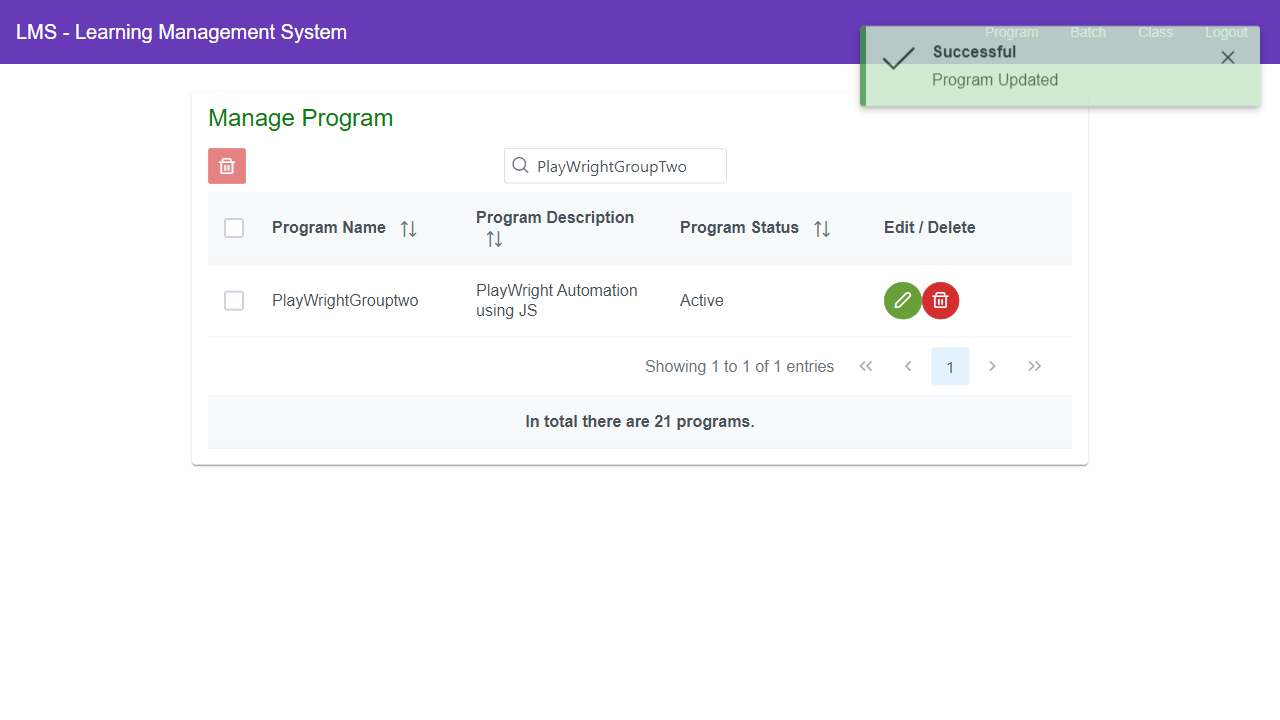 LMS - Learning Management System
Program Batch Class Logout
Successful
Program Updated
Manage Program
PlayWrightGroupTwo
Program Name Program Description Program Status Edit / Delete
PlayWrightGrouptwo PlayWright Automation using JS Active
Showing 1 to 1 of 1 entries 1
In total there are 21 programs.